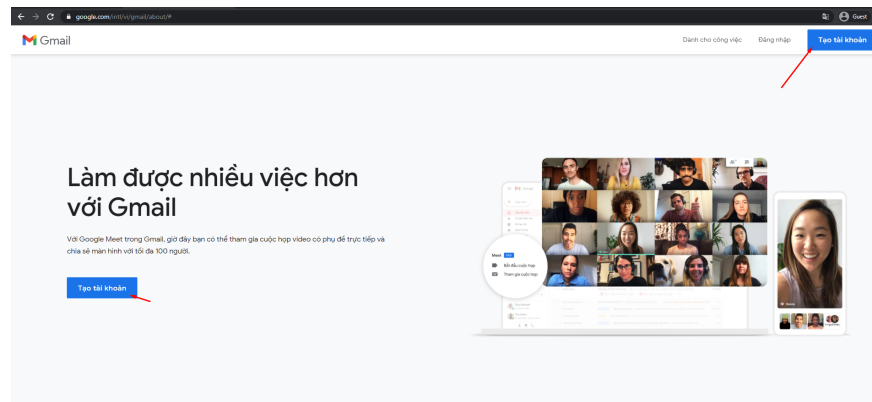 google.com/intl/vi/gmail/about/#
Guest
Gmail
Dành cho công việc
Đăng nhập
Tạo tài khoản
Làm được nhiều việc hơn
với Gmail
Với Google Meet trong Gmail, giờ đây bạn có thể tham gia cuộc họp video có phụ đề trực tiếp và
chia sẻ màn hình với tối đa 100 người.
Tạo tài khoản
Meet
Bắt đầu cuộc họp
Tham gia cuộc họp